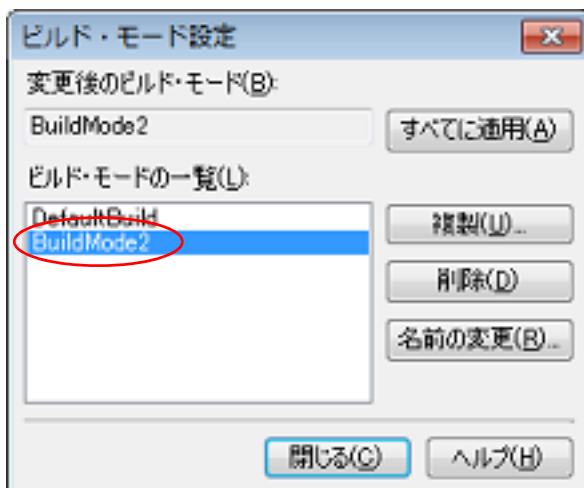 ビルド・モード設定
変更後のビルド・モード(B):
BuildMode2
すべてに適用(A)
ビルド・モードの一覧(L):
DefaultBuild
BuildMode2
複製(U)...
削除(D)
名前の変更(R)...
閉じる(C)
ヘルプ(H)